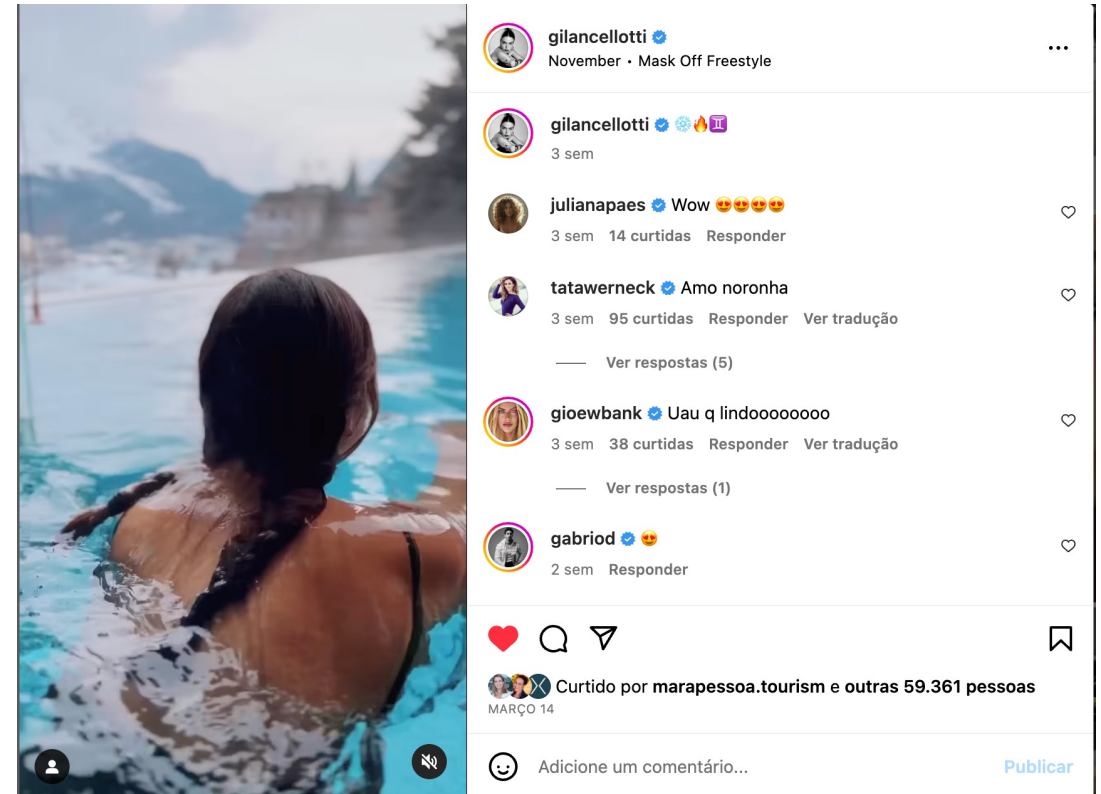 gilancellotti
November • Mask Off Freestyle
gilancellotti ❄️🔥♊
3 sem
julianapaes Wow 😍😍😍😍
3 sem 14 curtidas Responder
tatawerneck Amo noronha
3 sem 95 curtidas Responder Ver tradução
Ver respostas (5)
gioewbank Uau q lindoooooooo
3 sem 38 curtidas Responder Ver tradução
Ver respostas (1)
gabriod 😍
2 sem Responder
Curtido por marapessoa.tourism e outras 59.361 pessoas
MARÇO 14
Adicione um comentário... Publicar